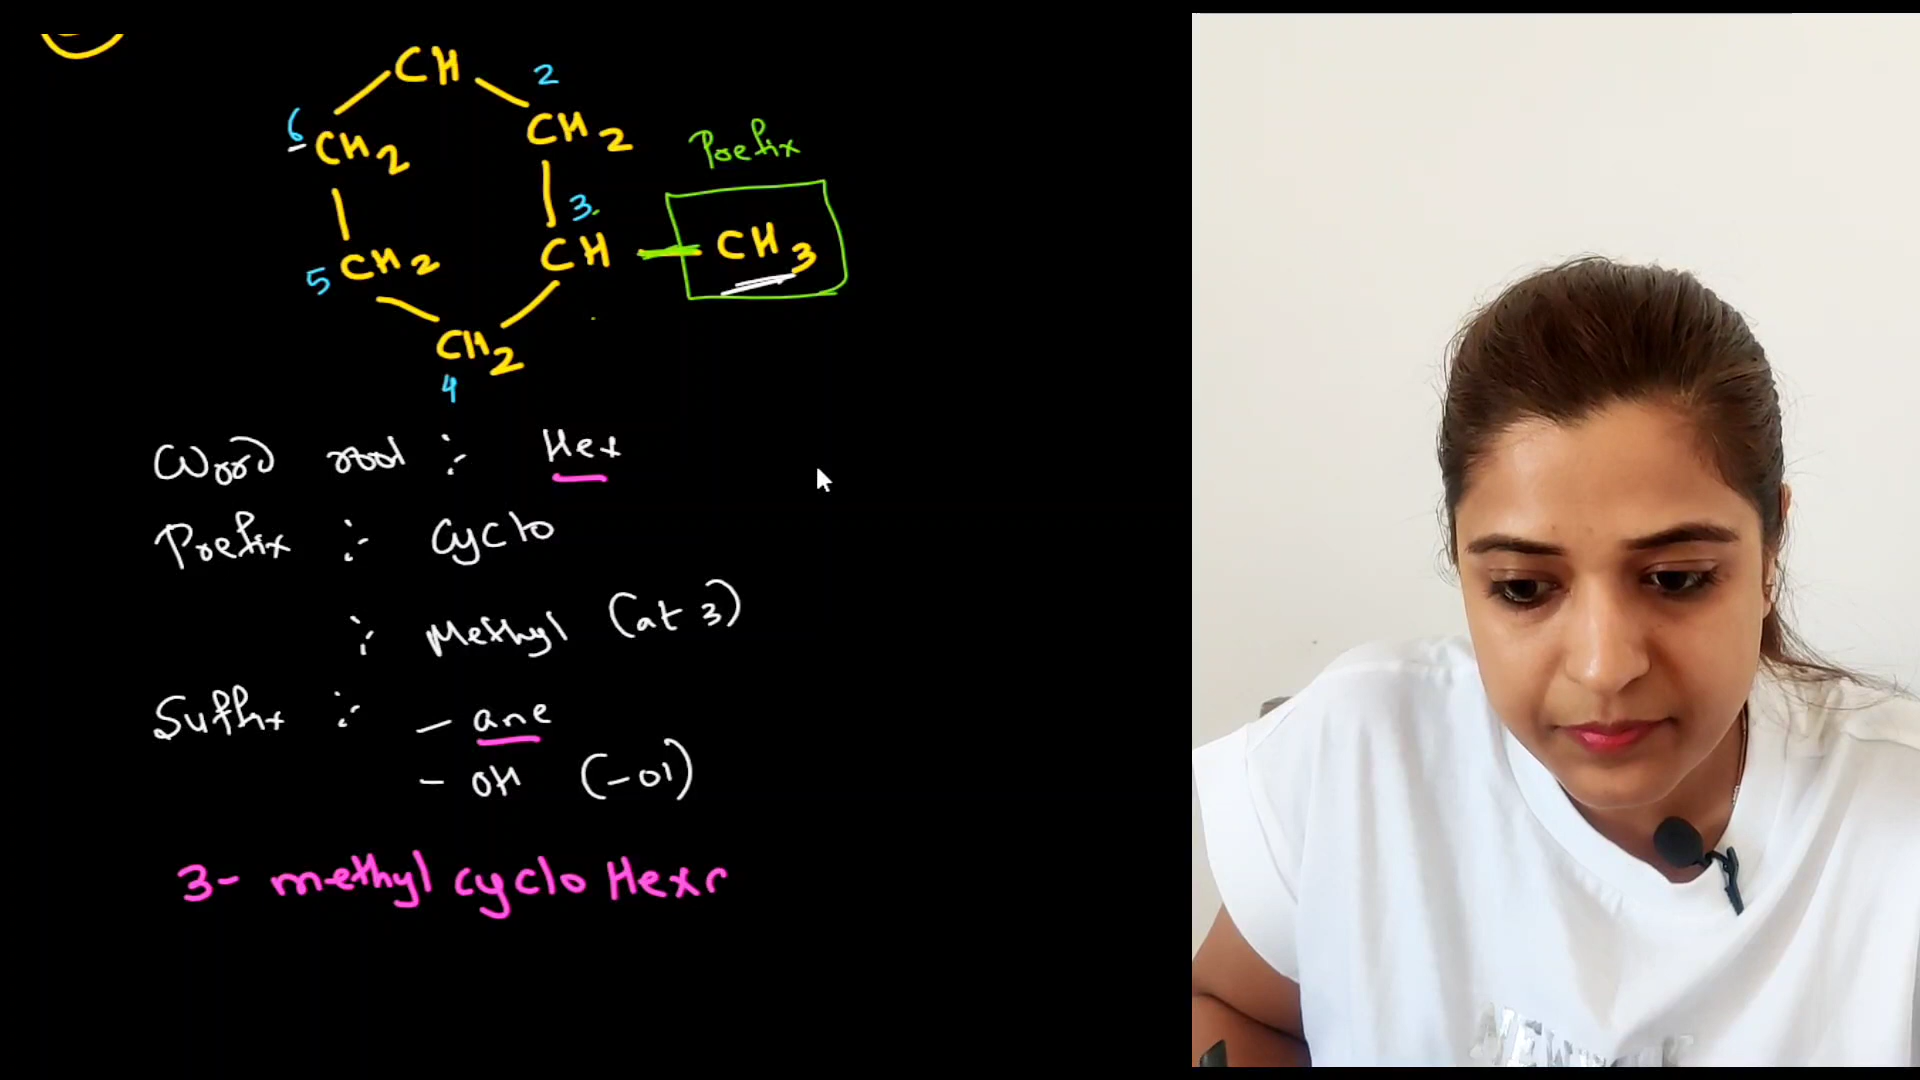 CH
2
6
CH2
CH2
Prefix
3.
CH
CH3
5
CH2
CH2
4
Word root :- Hex
Prefix :- cyclo
:- Methyl (at 3)
Suffix :- - ane
- OH (-ol)
3- methyl cyclo Hex